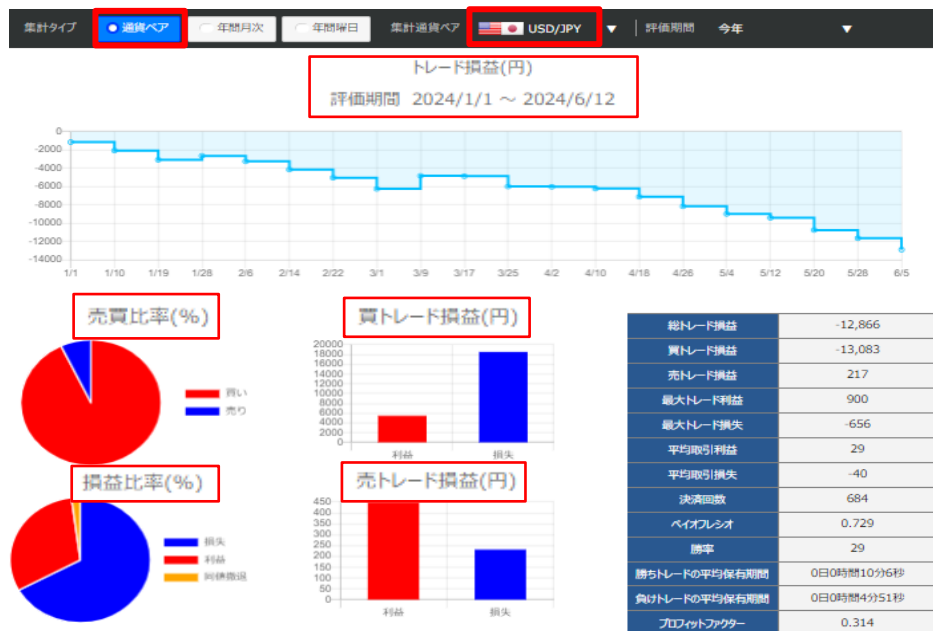 集計タイプ 通貨ペア 年間月次 年間曜日 集計通貨ペア USD/JPY ▼ 評価期間 今年 ▼
トレード損益(円)
評価期間 2024/1/1 ～ 2024/6/12
0
-2000
-4000
-6000
-8000
-10000
-12000
-14000
1/1 1/10 1/19 1/28 2/6 2/14 2/22 3/1 3/9 3/17 3/25 4/2 4/10 4/18 4/26 5/4 5/12 5/20 5/28 6/5
売買比率(%)
買い
売り
買トレード損益(円)
20000
18000
16000
14000
12000
10000
8000
6000
4000
2000
0
利益 損失
損益比率(%)
損失
利益
同値撤退
売トレード損益(円)
450
400
350
300
250
200
150
100
50
0
利益 損失
総トレード損益 -12,866
買トレード損益 -13,083
売トレード損益 217
最大トレード利益 900
最大トレード損失 -656
平均取引利益 29
平均取引損失 -40
決済回数 684
ペイオフレシオ 0.729
勝率 29
勝ちトレードの平均保有期間 0日0時間10分6秒
負けトレードの平均保有期間 0日0時間4分51秒
プロフィットファクター 0.314